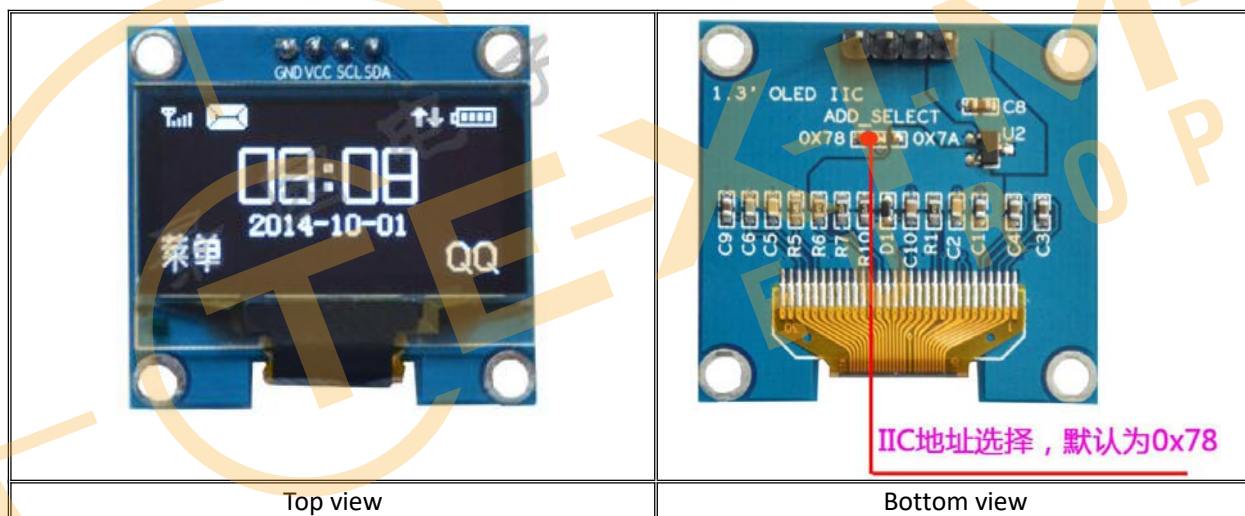 GND VCC SCL SDA
08:08
2014-10-01
菜单
QQ
1.3' OLED IIC
ADD_SELECT
0X78
0X7A
C8
U2
C9
C6
C5
R5
R6
R7
R10
D1
C10
R1
C2
C1
C4
C3
30
1
IIC地址选择，默认为0x78
Top view
Bottom view